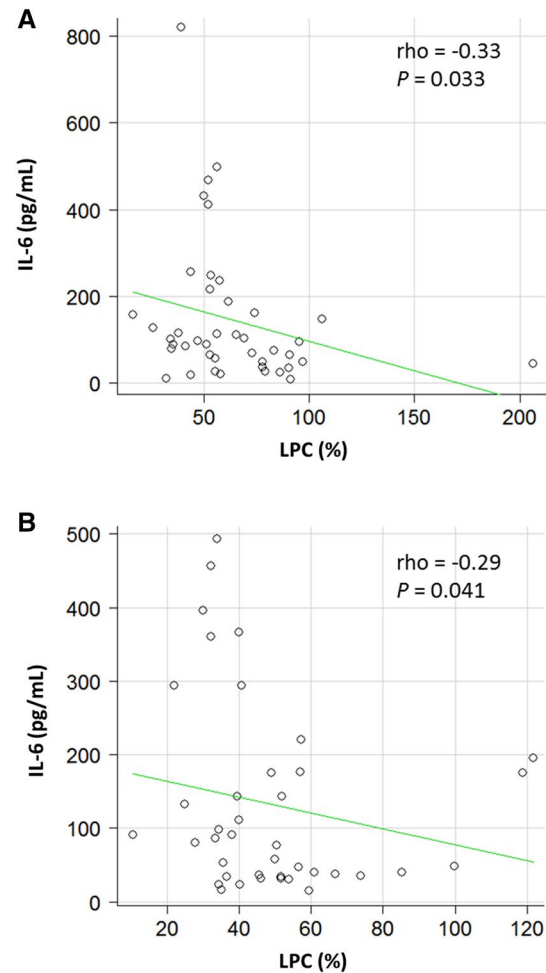 A
800
600
400
200
0
IL-6 (pg/mL)
rho = -0.33
P = 0.033
50
100
150
200
LPC (%)
B
500
400
300
200
100
0
IL-6 (pg/mL)
rho = -0.29
P = 0.041
20
40
60
80
100
120
LPC (%)